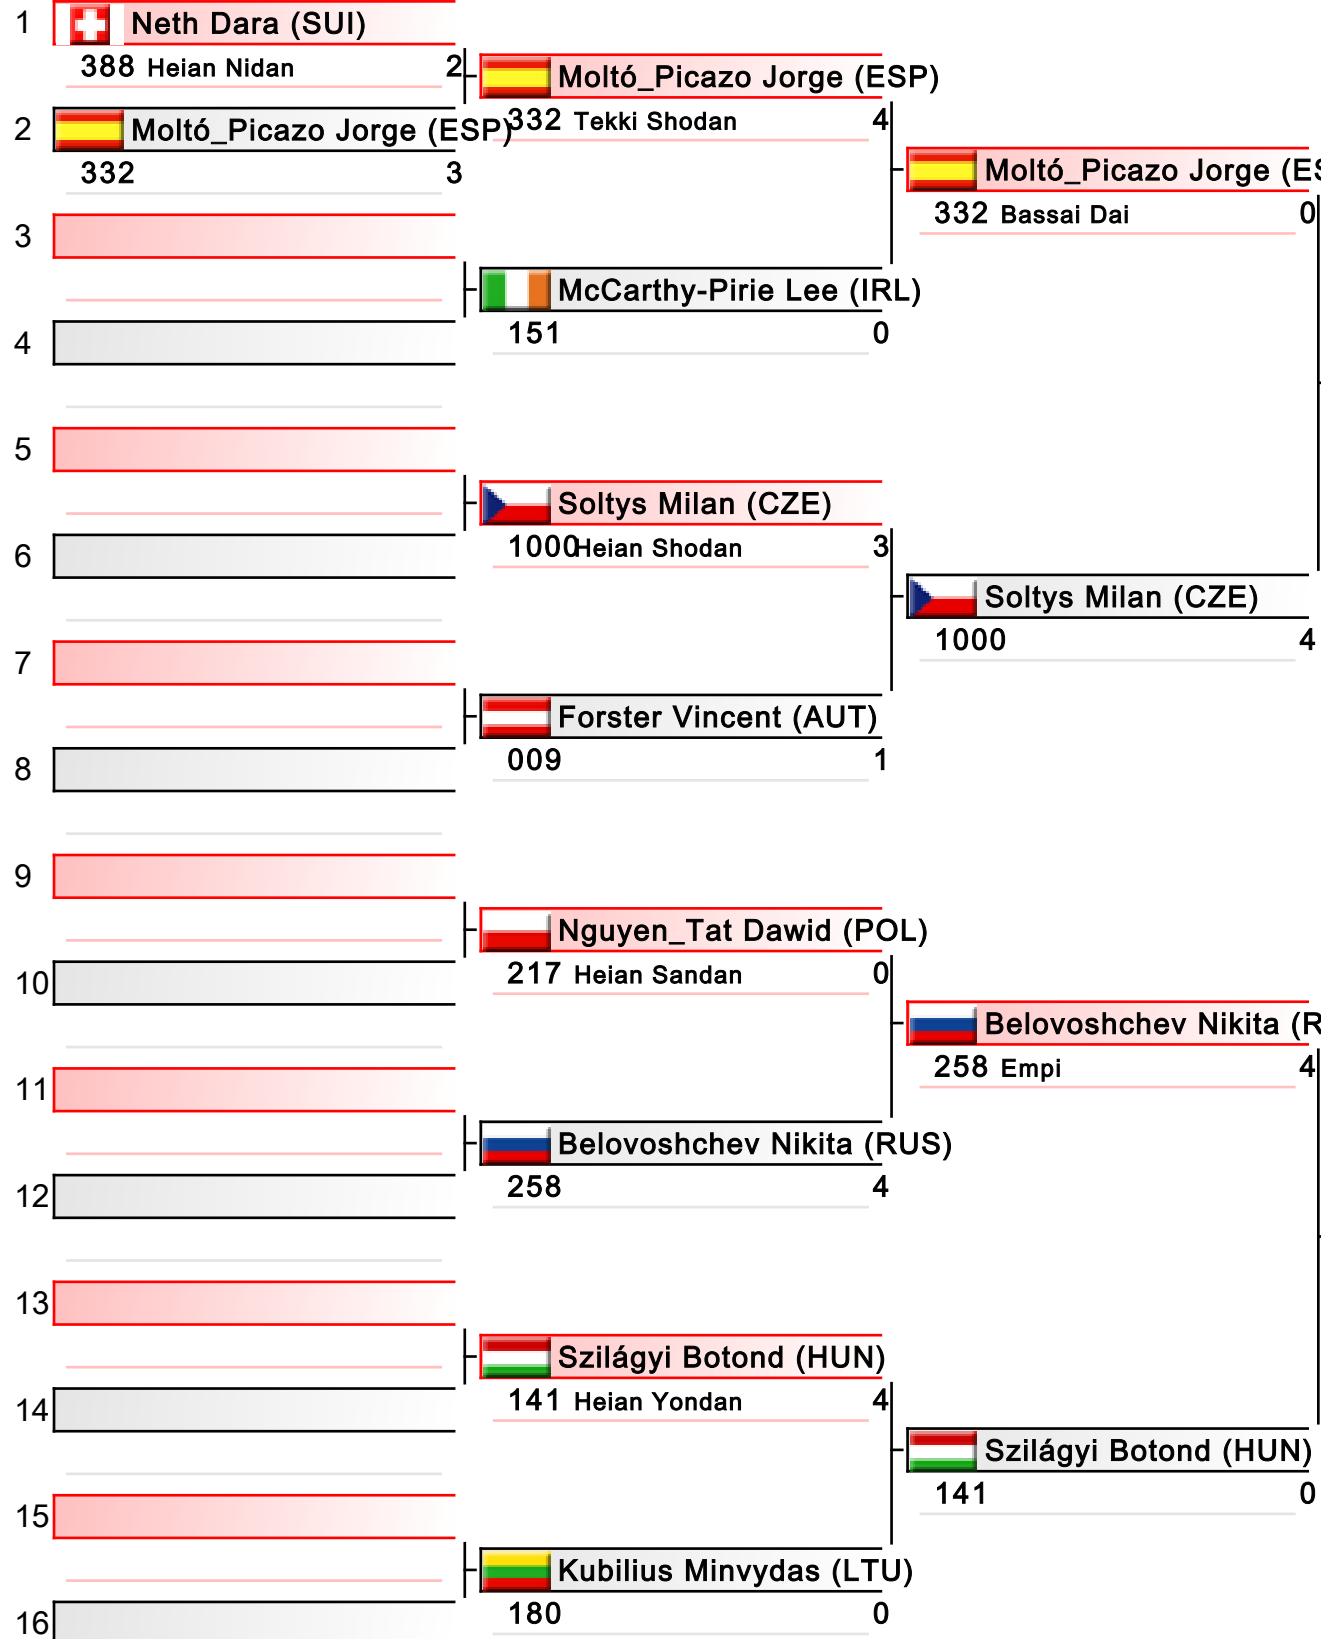 1 Neth Dara (SUI)
388 Heian Nidan 2
2 Moltó_Picazo Jorge (ESP)
332 3
3
4
5
6
7
8
9
10
11
12
13
14
15
16
Moltó_Picazo Jorge (ESP)
332 Tekki Shodan 4
McCarthy-Pirie Lee (IRL)
151 0
Soltys Milan (CZE)
1000 Heian Shodan 3
Forster Vincent (AUT)
009 1
Nguyen_Tat Dawid (POL)
217 Heian Sandan 0
Belovoshchev Nikita (RUS)
258 4
Szilágyi Botond (HUN)
141 Heian Yondan 4
Kubilius Minvydas (LTU)
180 0
Moltó_Picazo Jorge (ES
332 Bassai Dai 0
Soltys Milan (CZE)
1000 4
Belovoshchev Nikita (R
258 Empi 4
Szilágyi Botond (HUN)
141 0